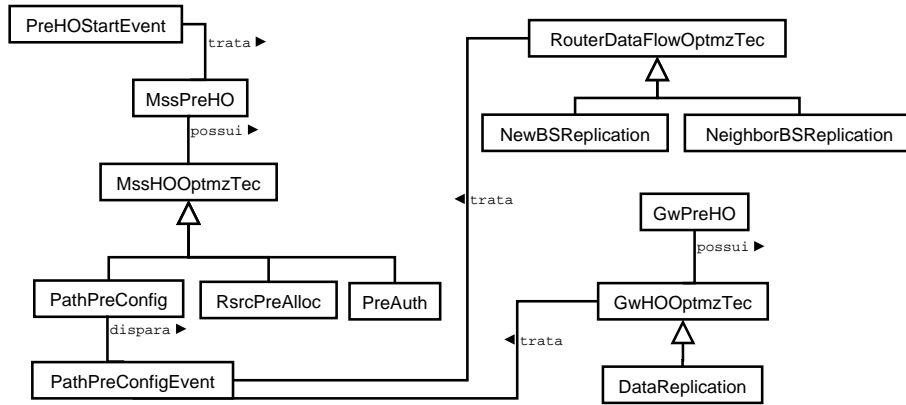 PreHOStartEvent
trata ►
MssPreHO
possui ►
MssHOOptmzTec
PathPreConfig
RsrcPreAlloc
PreAuth
dispara ►
PathPreConfigEvent
RouterDataFlowOptmzTec
NewBSReplication
NeighborBSReplication
◄ trata
GwPreHO
possui ►
GwHOOptmzTec
◄ trata
DataReplication